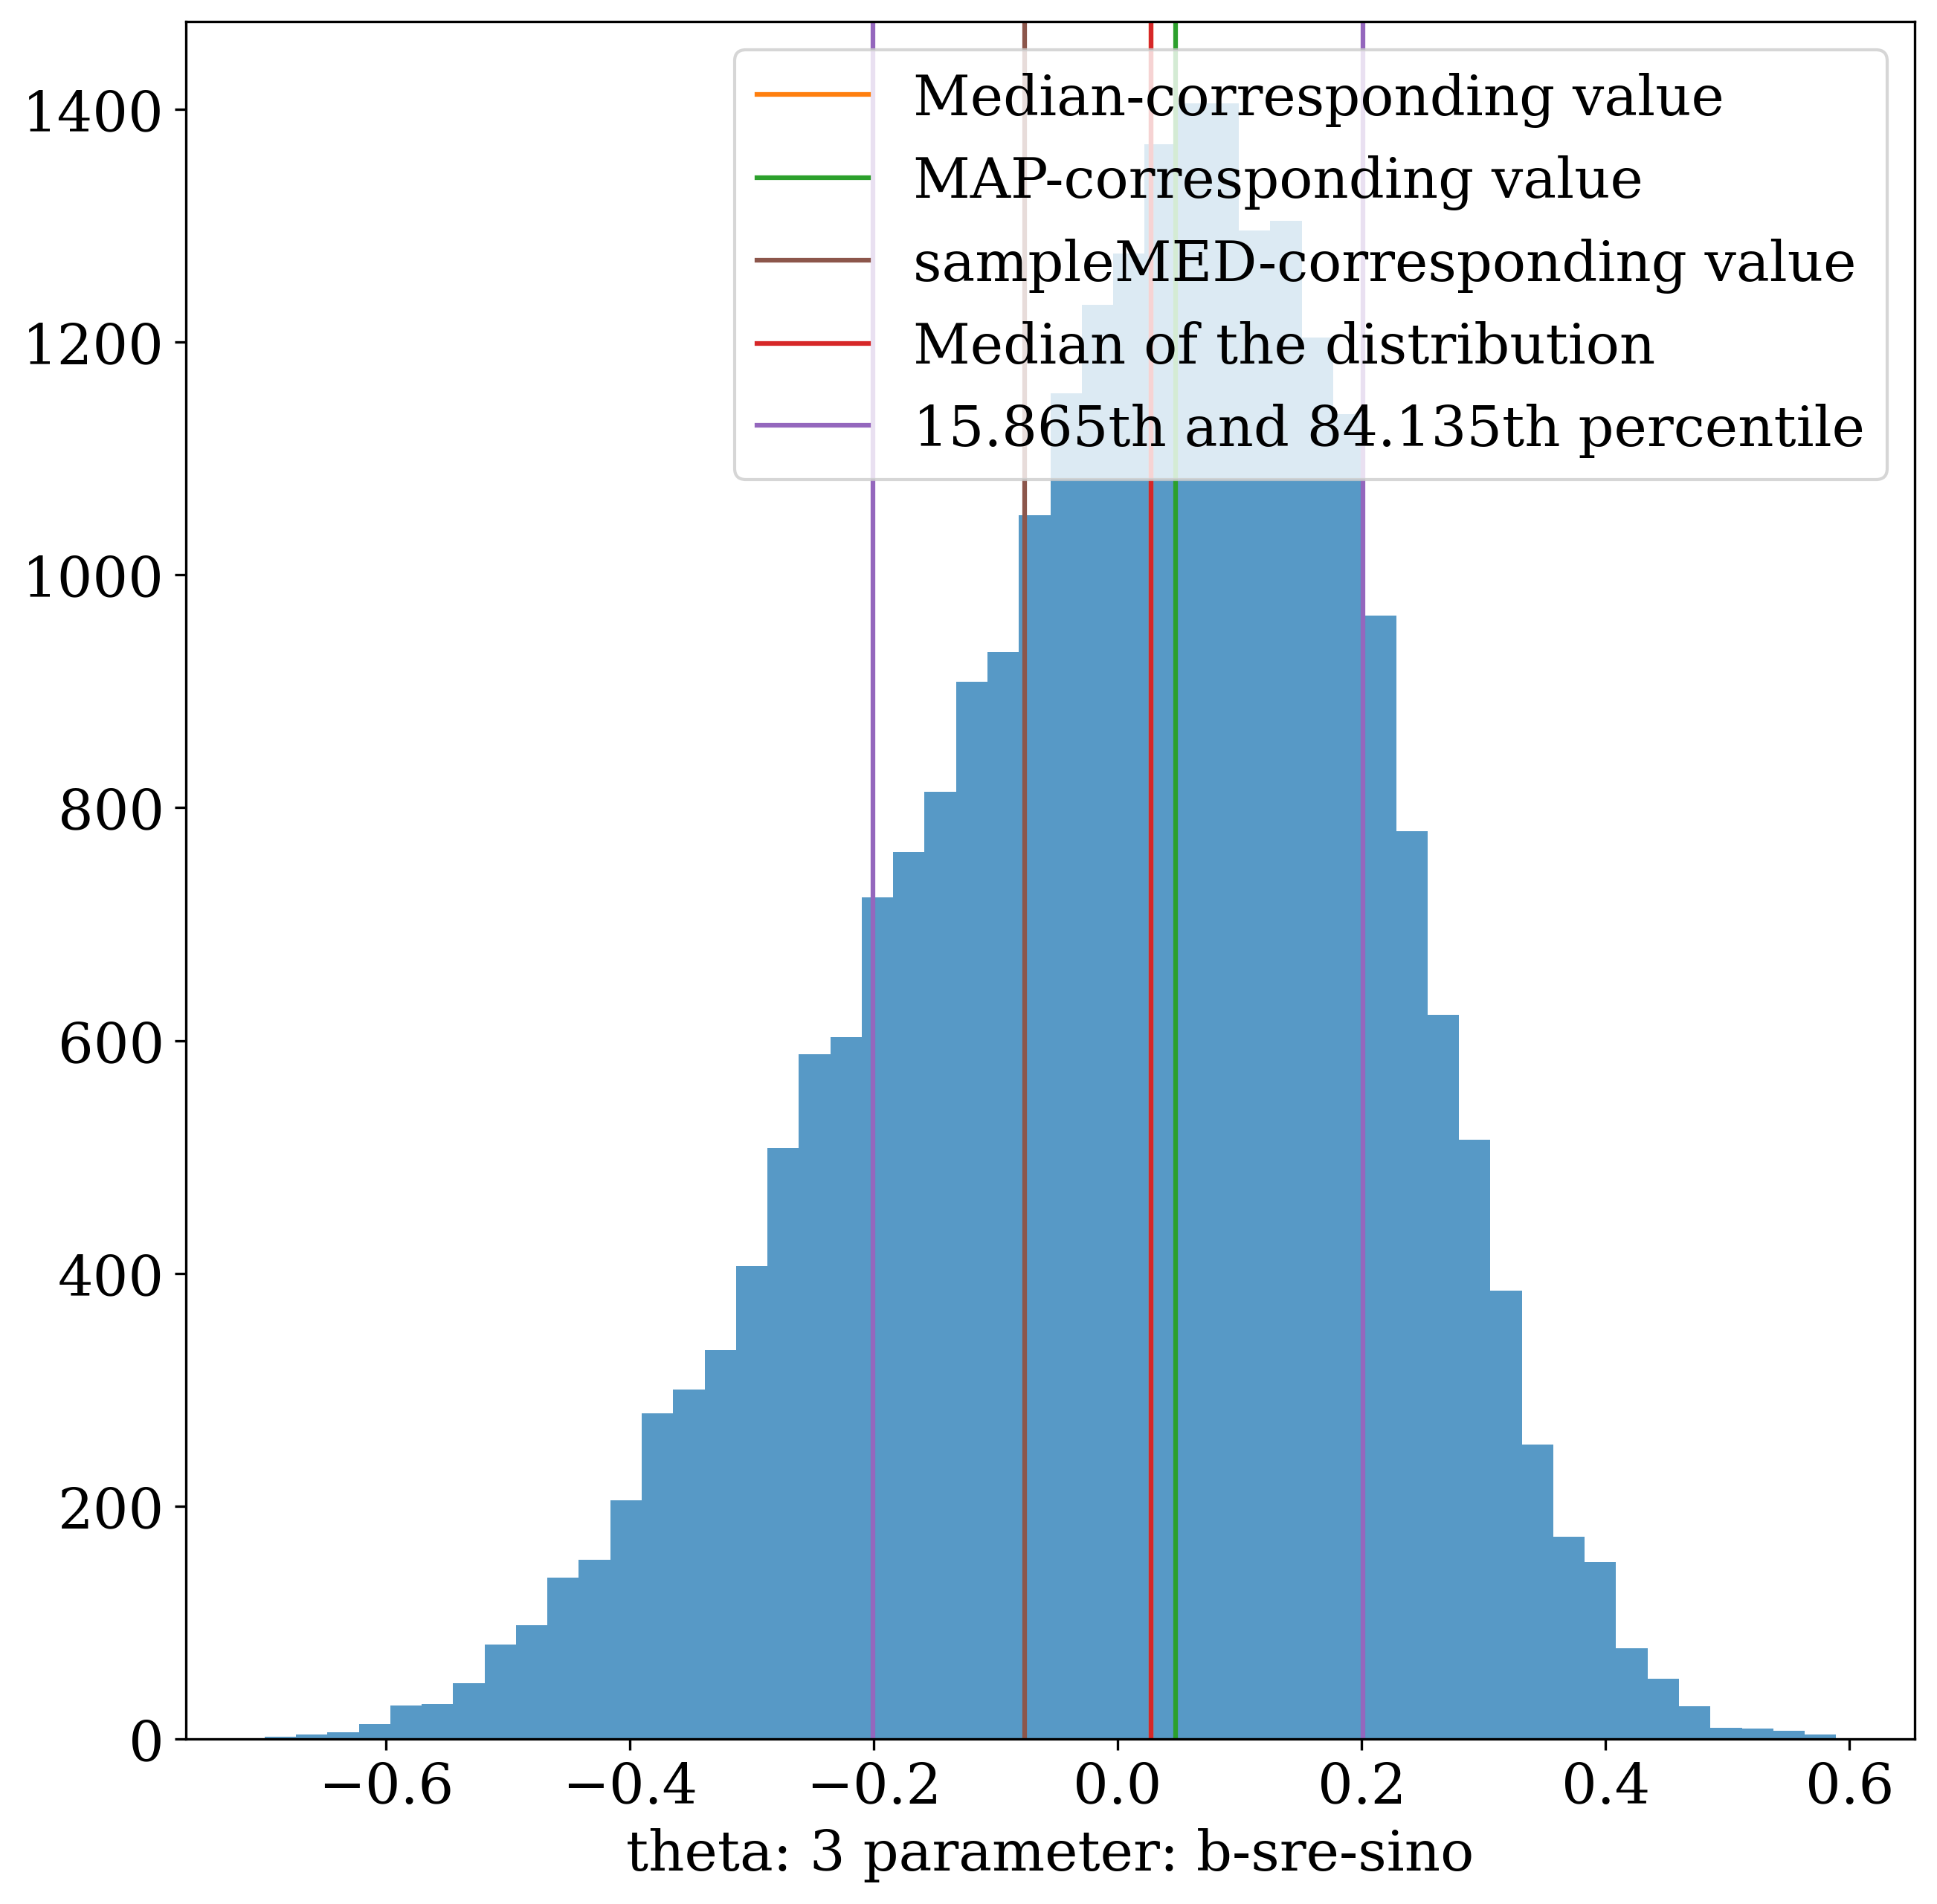 Median-corresponding value
MAP-corresponding value
sampleMED-corresponding value
Median of the distribution
15.865th and 84.135th percentile
1400
1200
1000
800
600
400
200
0
−0.6 −0.4 −0.2 0.0 0.2 0.4 0.6
theta: 3 parameter: b-sre-sino